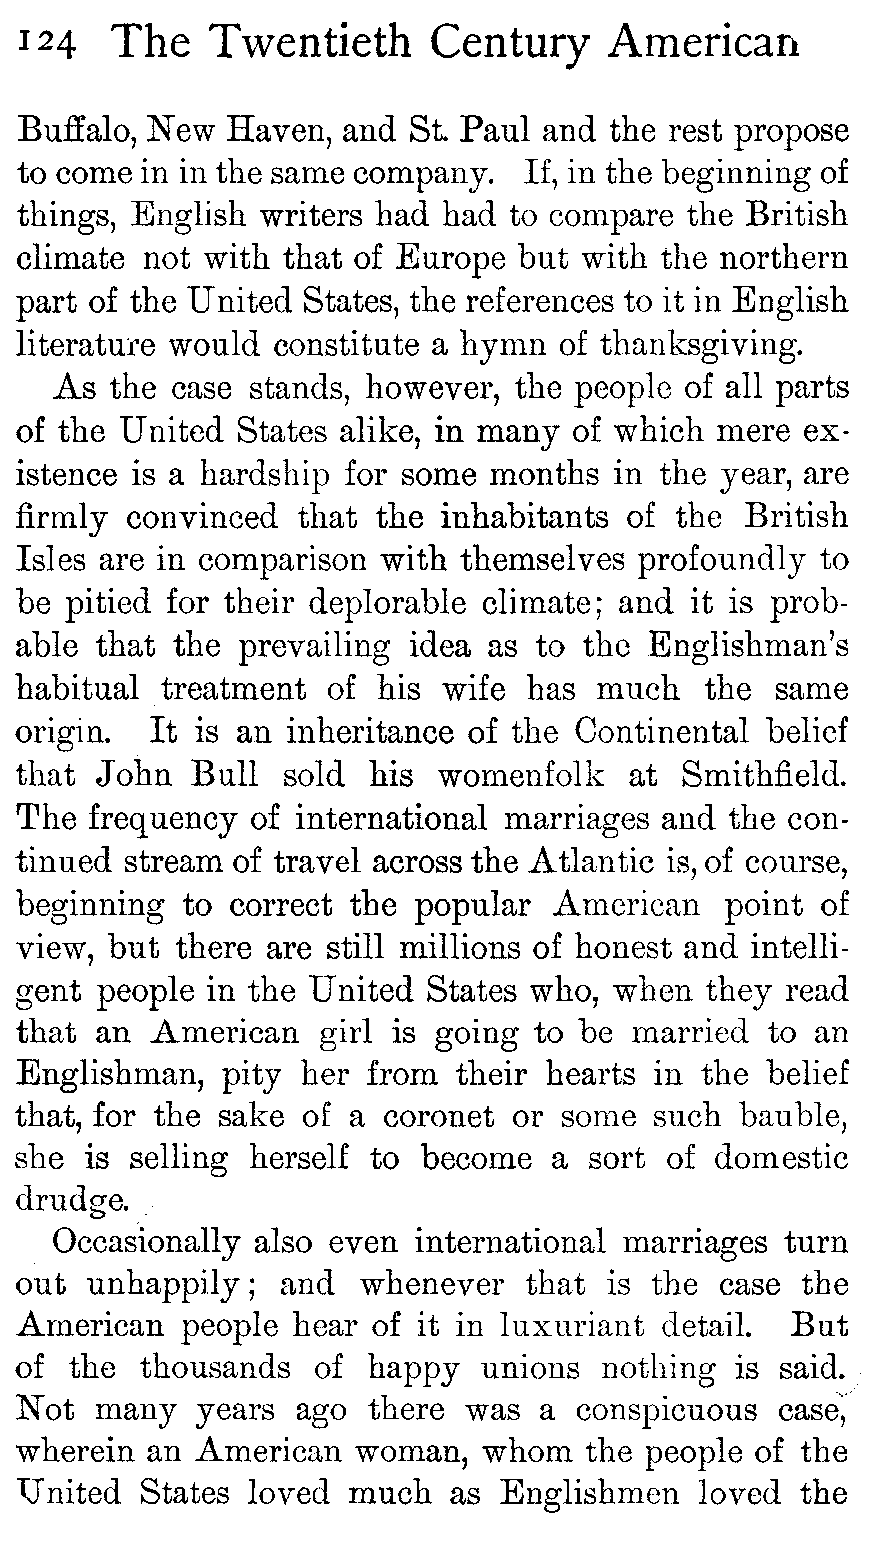 124 The Twentieth Century American
Buffalo, New Haven, and St. Paul and the rest propose
to come in in the same company. If, in the beginning of
things, English writers had had to compare the British
climate not with that of Europe but with the northern
part of the United States, the references to it in English
literature would constitute a hymn of thanksgiving.
As the case stands, however, the people of all parts
of the United States alike, in many of which mere ex-
istence is a hardship for some months in the year, are
firmly convinced that the inhabitants of the British
Isles are in comparison with themselves profoundly to
be pitied for their deplorable climate; and it is prob-
able that the prevailing idea as to the Englishman's
habitual treatment of his wife has much the same
origin. It is an inheritance of the Continental belief
that John Bull sold his womenfolk at Smithfield.
The frequency of international marriages and the con-
tinued stream of travel across the Atlantic is, of course,
beginning to correct the popular American point of
view, but there are still millions of honest and intelli-
gent people in the United States who, when they read
that an American girl is going to be married to an
Englishman, pity her from their hearts in the belief
that, for the sake of a coronet or some such bauble,
she is selling herself to become a sort of domestic
drudge.
Occasionally also even international marriages turn
out unhappily; and whenever that is the case the
American people hear of it in luxuriant detail. But
of the thousands of happy unions nothing is said.
Not many years ago there was a conspicuous case,
wherein an American woman, whom the people of the
United States loved much as Englishmen loved the